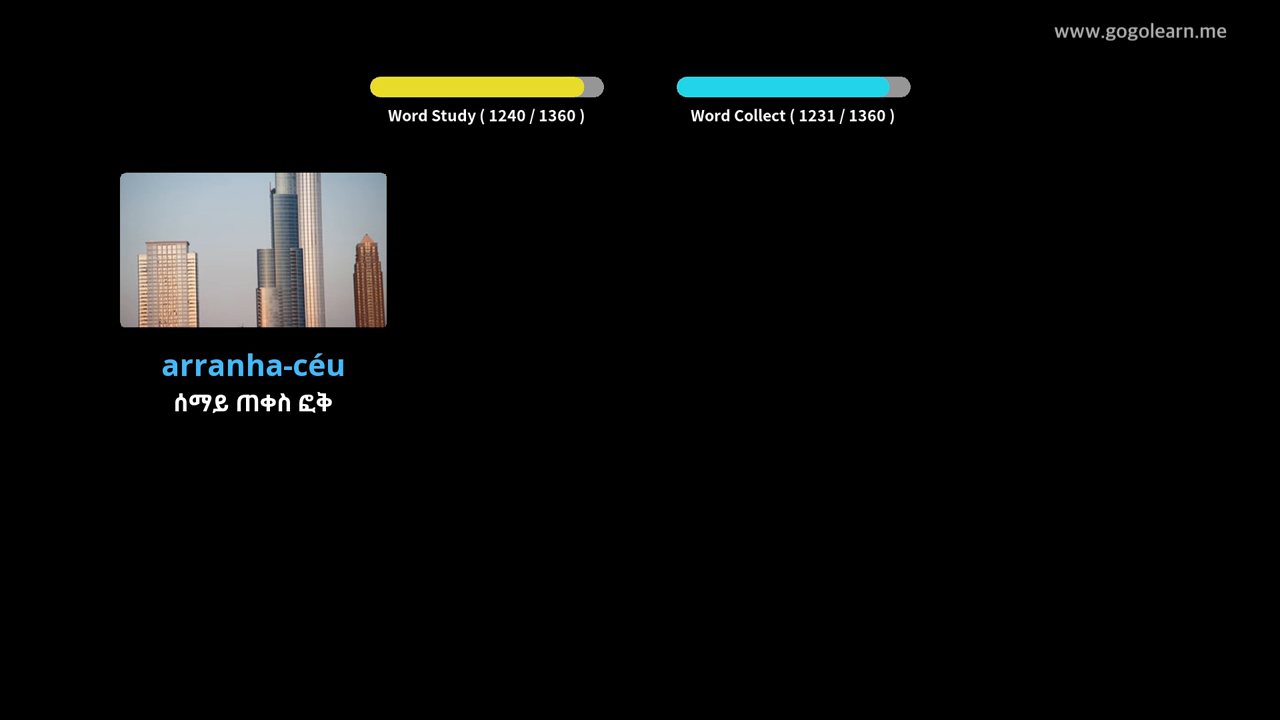 www.gogolearn.me
Word Study ( 1240 / 1360 )
Word Collect ( 1231 / 1360 )
arranha-céu
ሰማይ ጠቀስ ፎቅ